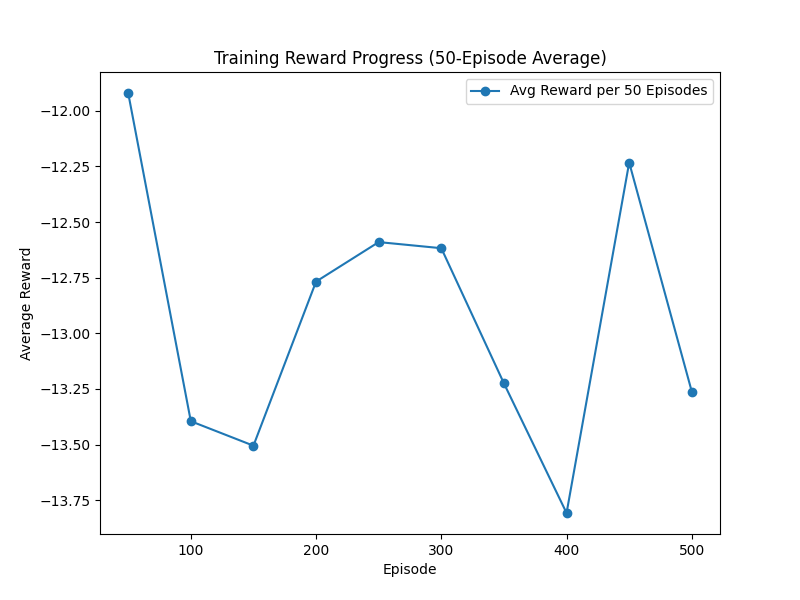 Training Reward Progress (50-Episode Average)
Avg Reward per 50 Episodes
−12.00
−12.25
−12.50
−12.75
−13.00
−13.25
−13.50
−13.75
Average Reward
100 200 300 400 500
Episode